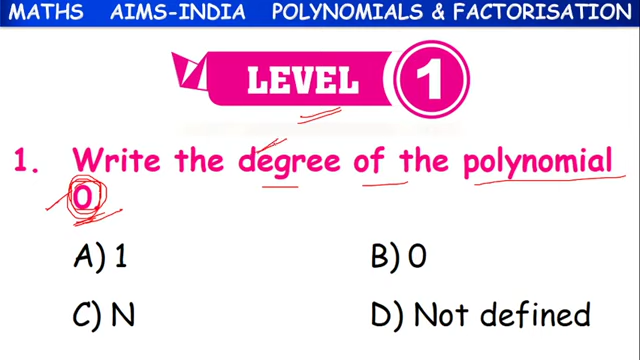 MATHS AIMS-INDIA POLYNOMIALS & FACTORISATION
LEVEL 1
1. Write the degree of the polynomial
0.
A) 1 B) 0
C) N D) Not defined